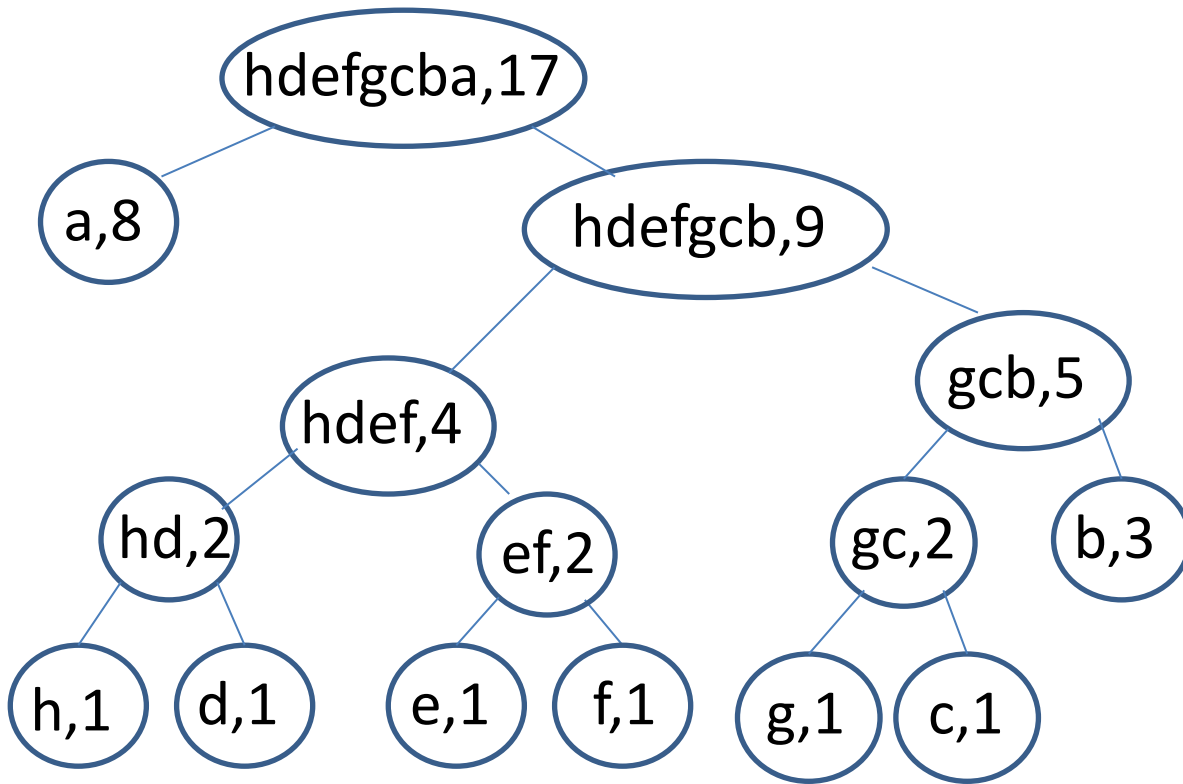 hdefgcba,17
a,8
hdefgcb,9
gcb,5
hdef,4
hd,2
ef,2
gc,2
b,3
h,1
d,1
e,1
f,1
g,1
c,1